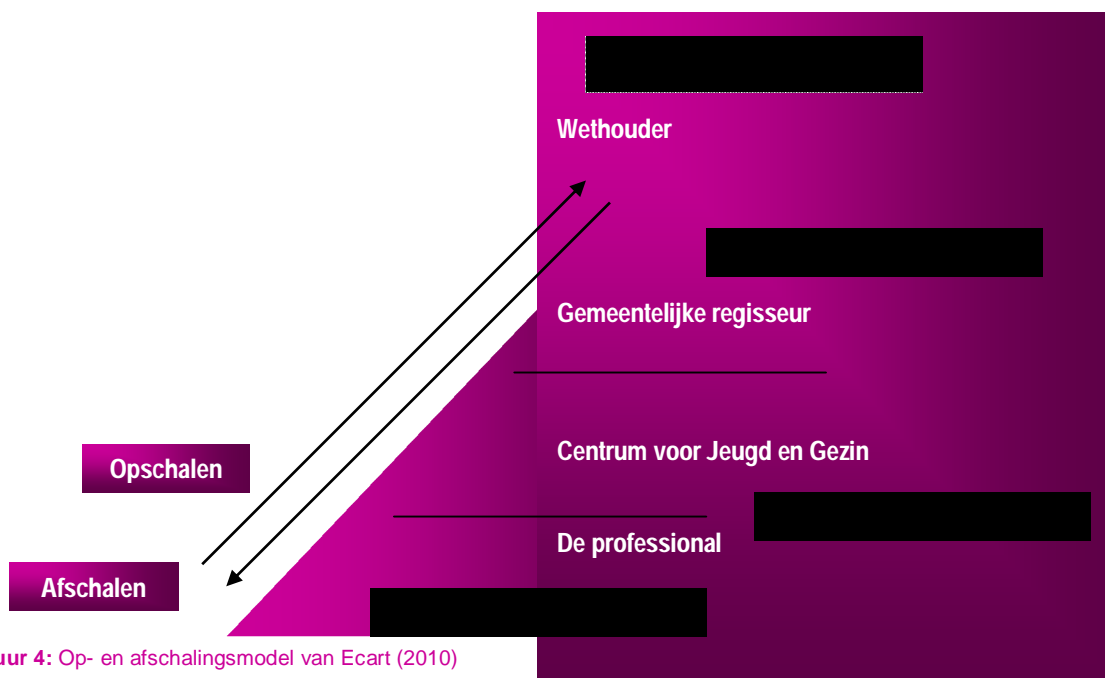 Wethouder
Gemeentelijke regisseur
Centrum voor Jeugd en Gezin
Opschalen
De professional
Afschalen
uur 4: Op- en afschalingsmodel van Ecart (2010)